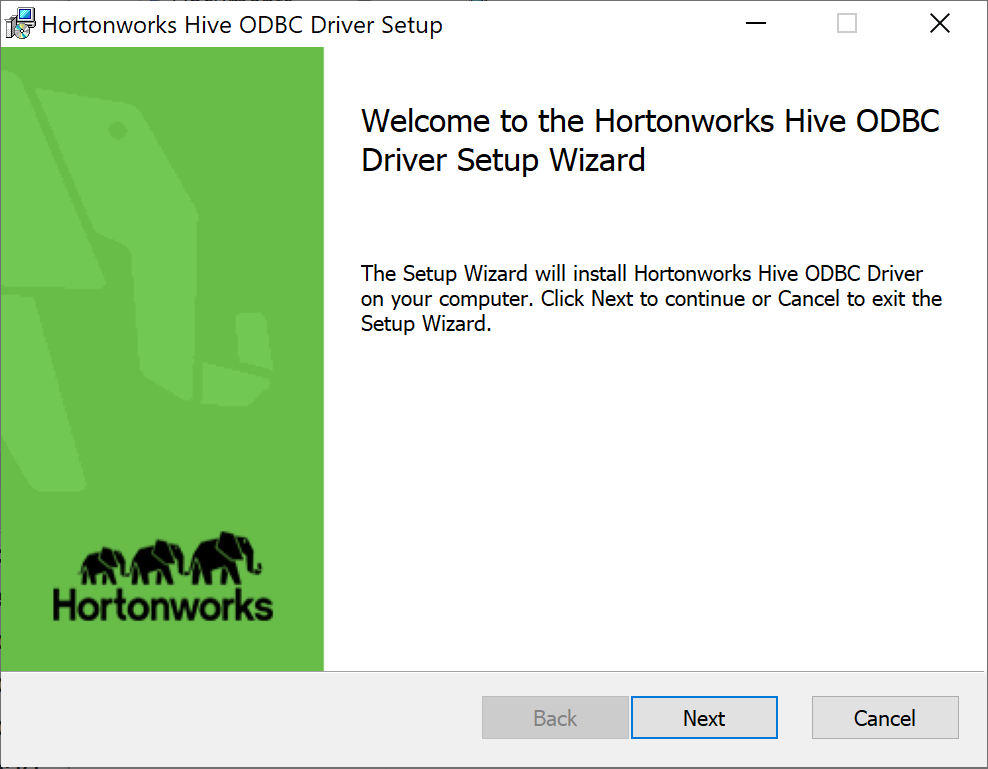 Hortonworks Hive ODBC Driver Setup
Welcome to the Hortonworks Hive ODBC
Driver Setup Wizard
The Setup Wizard will install Hortonworks Hive ODBC Driver
on your computer. Click Next to continue or Cancel to exit the
Setup Wizard.
Hortonworks
Back
Next
Cancel